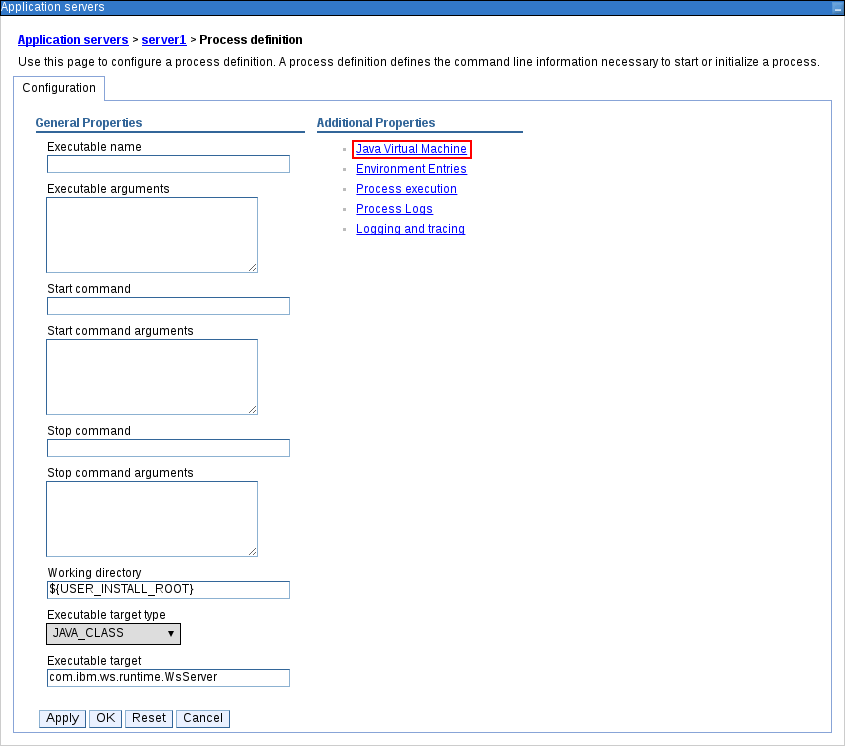 Application servers
Application servers > server1 > Process definition
Use this page to configure a process definition. A process definition defines the command line information necessary to start or initialize a process.
Configuration
General Properties
Executable name
Executable arguments
Start command
Start command arguments
Stop command
Stop command arguments
Working directory
${USER_INSTALL_ROOT}
Executable target type
JAVA_CLASS
Executable target
com.ibm.ws.runtime.WsServer
Additional Properties
Java Virtual Machine
Environment Entries
Process execution
Process Logs
Logging and tracing
Apply OK Reset Cancel